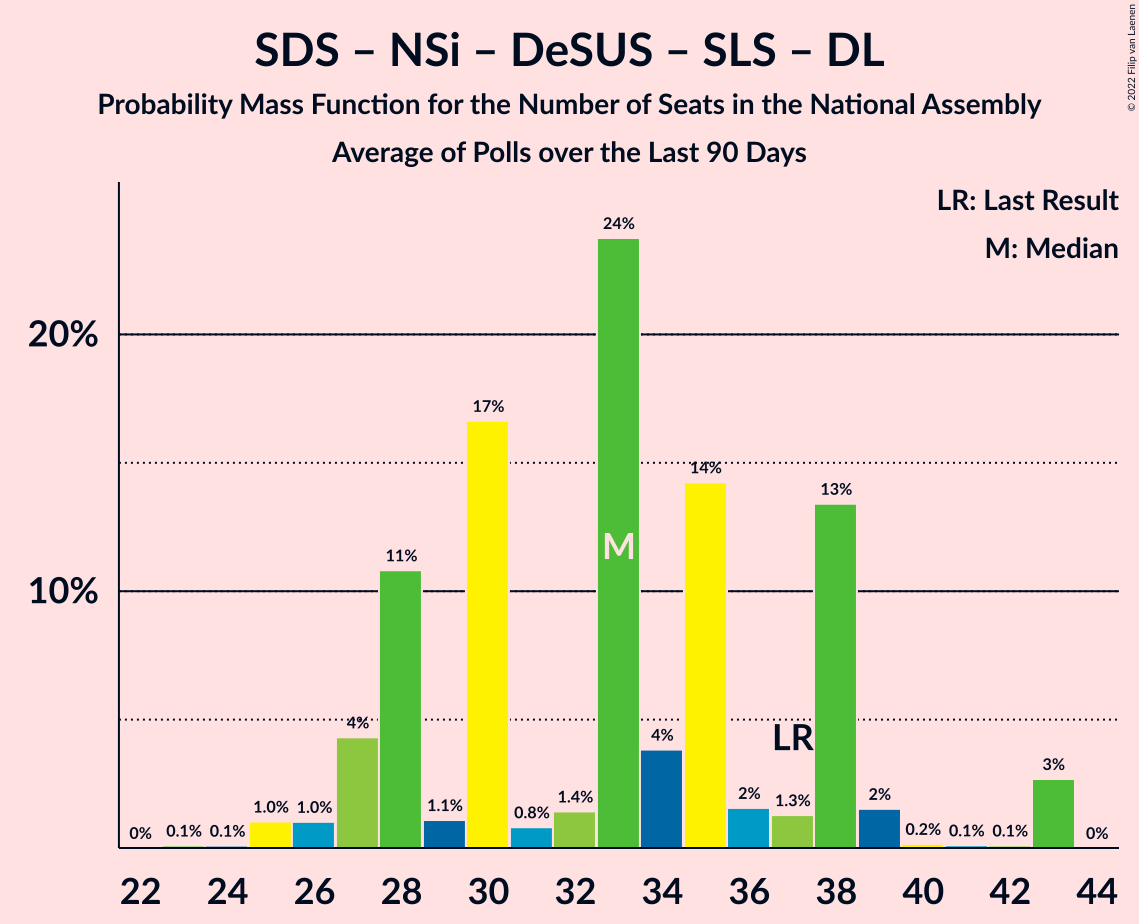 SDS – NSi – DeSUS – SLS – DL
Probability Mass Function for the Number of Seats in the National Assembly
Average of Polls over the Last 90 Days
© 2022 Filip van Laenen
LR: Last Result
M: Median
20%
10%
0%
0.1%
0.1%
1.0%
1.0%
4%
11%
1.1%
17%
0.8%
1.4%
24%
M
4%
14%
2%
LR
1.3%
13%
2%
0.2%
0.1%
0.1%
3%
0%
22 24 26 28 30 32 34 36 38 40 42 44